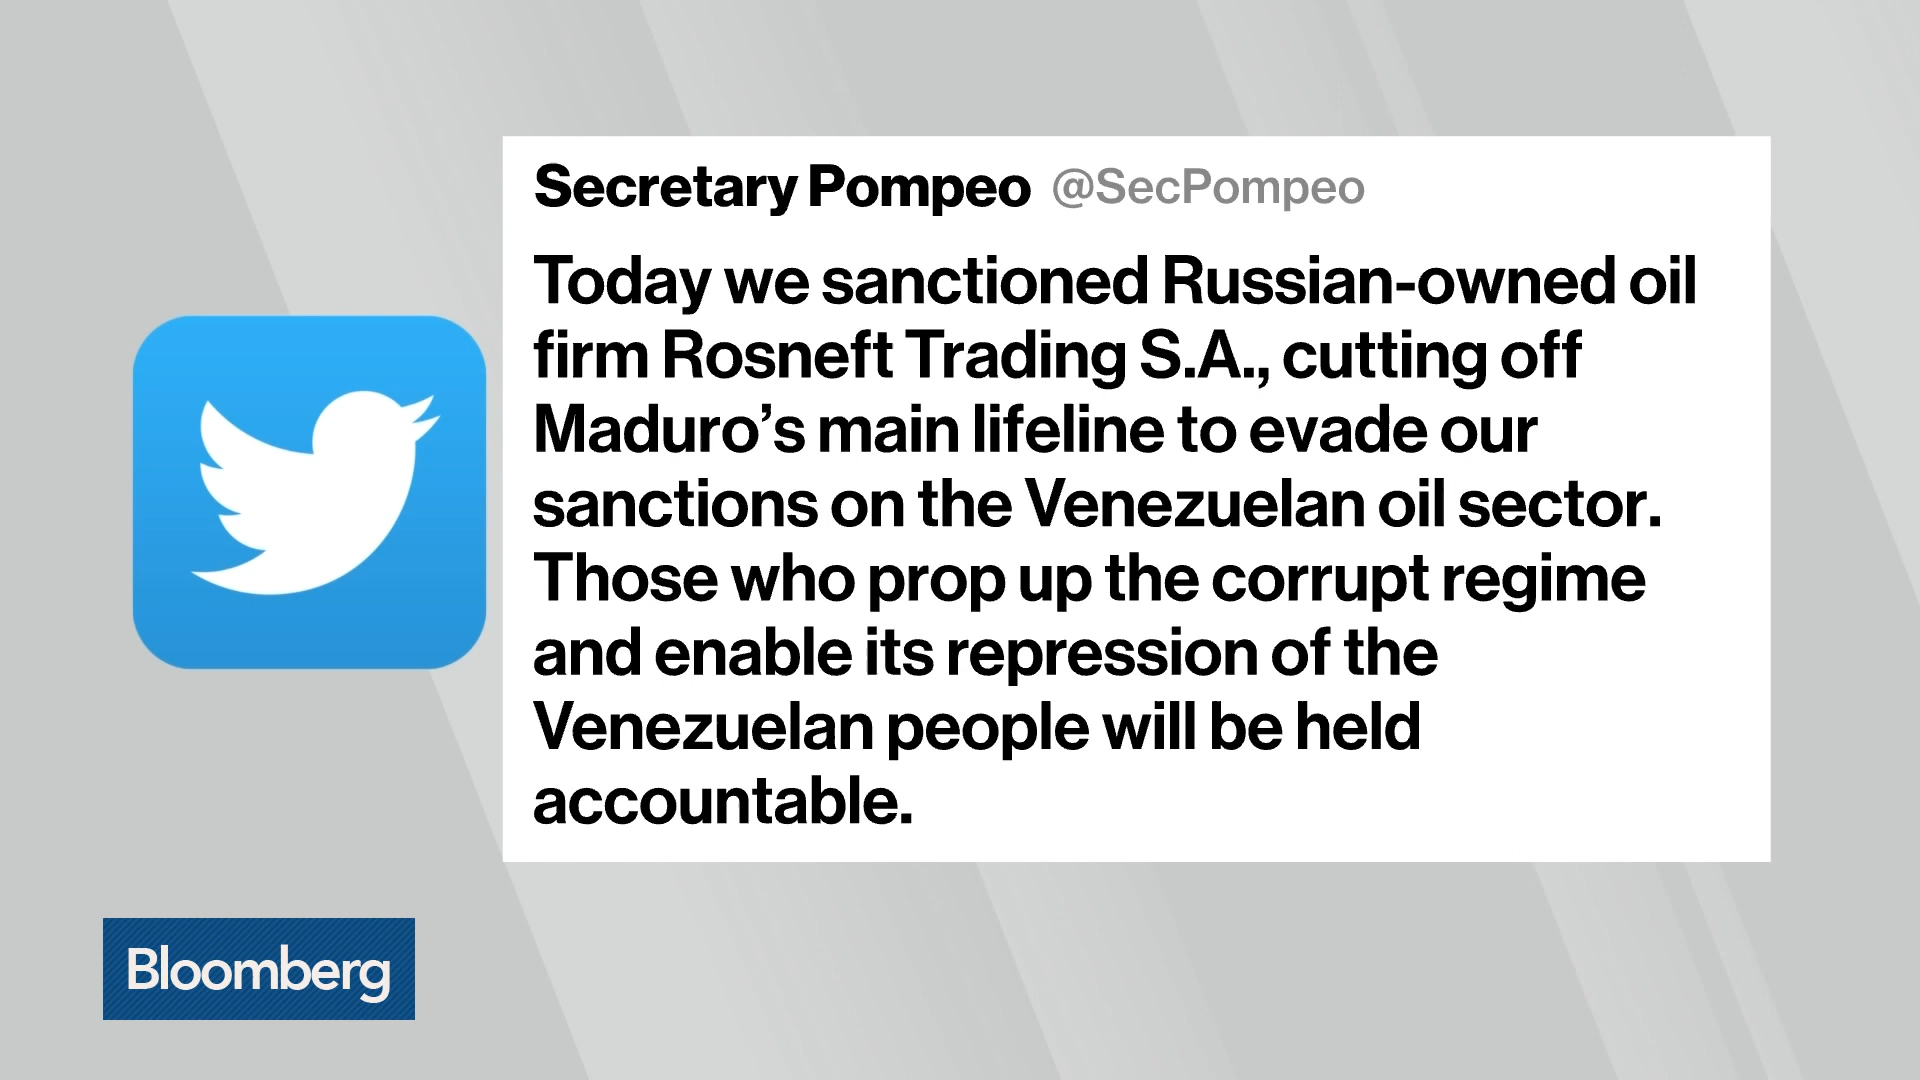 Secretary Pompeo @SecPompeo
Today we sanctioned Russian-owned oil
firm Rosneft Trading S.A., cutting off
Maduro’s main lifeline to evade our
sanctions on the Venezuelan oil sector.
Those who prop up the corrupt regime
and enable its repression of the
Venezuelan people will be held
accountable.
Bloomberg